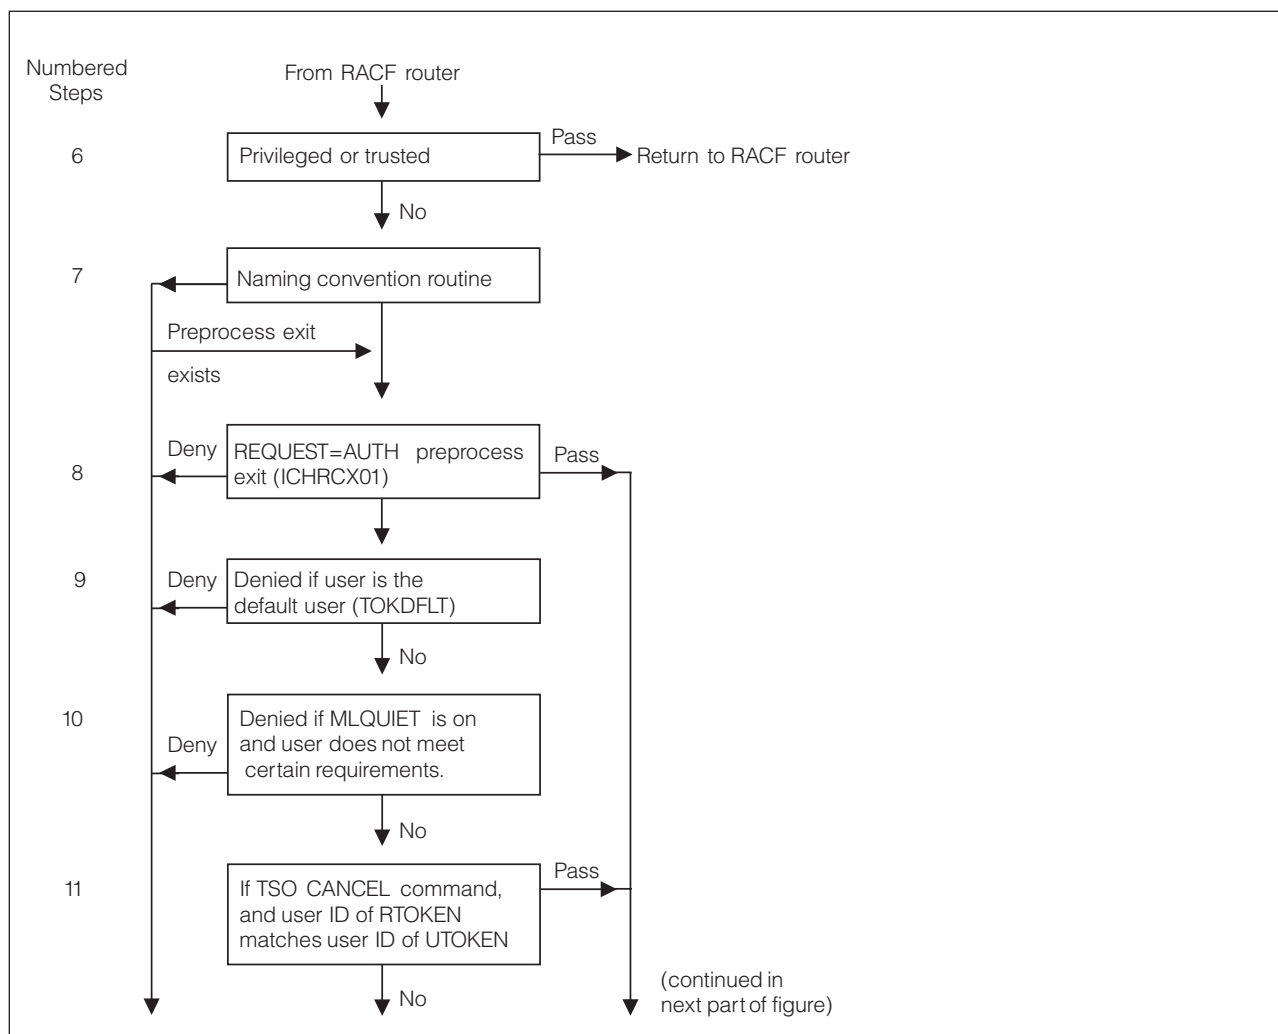 Numbered
Steps
From RACF router
6
Privileged or trusted
Pass
Return to RACF router
No
7
Naming convention routine
Preprocess exit
exists
8
Deny
REQUEST=AUTH preprocess
exit (ICHRCX01)
Pass
9
Deny
Denied if user is the
default user (TOKDFLT)
No
10
Deny
Denied if MLQUIET is on
and user does not meet
certain requirements.
No
11
If TSO CANCEL command,
and user ID of RTOKEN
matches user ID of UTOKEN
Pass
No
(continued in
next part of figure)